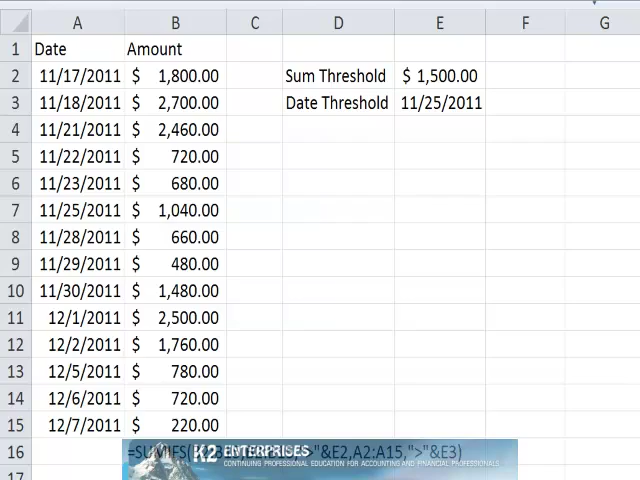 A B C D E F G
1 Date Amount
2 11/17/2011 $ 1,800.00 Sum Threshold $ 1,500.00
3 11/18/2011 $ 2,700.00 Date Threshold 11/25/2011
4 11/21/2011 $ 2,460.00
5 11/22/2011 $ 720.00
6 11/23/2011 $ 680.00
7 11/25/2011 $ 1,040.00
8 11/28/2011 $ 660.00
9 11/29/2011 $ 480.00
10 11/30/2011 $ 1,480.00
11 12/1/2011 $ 2,500.00
12 12/2/2011 $ 1,760.00
13 12/5/2011 $ 780.00
14 12/6/2011 $ 720.00
15 12/7/2011 $ 220.00
16 =SUMIFS( >"&E2,A2:A15,">"&E3)
K2 ENTERPRISES
CONTINUING PROFESSIONAL EDUCATION FOR ACCOUNTING AND FINANCIAL PROFESSIONALS
17